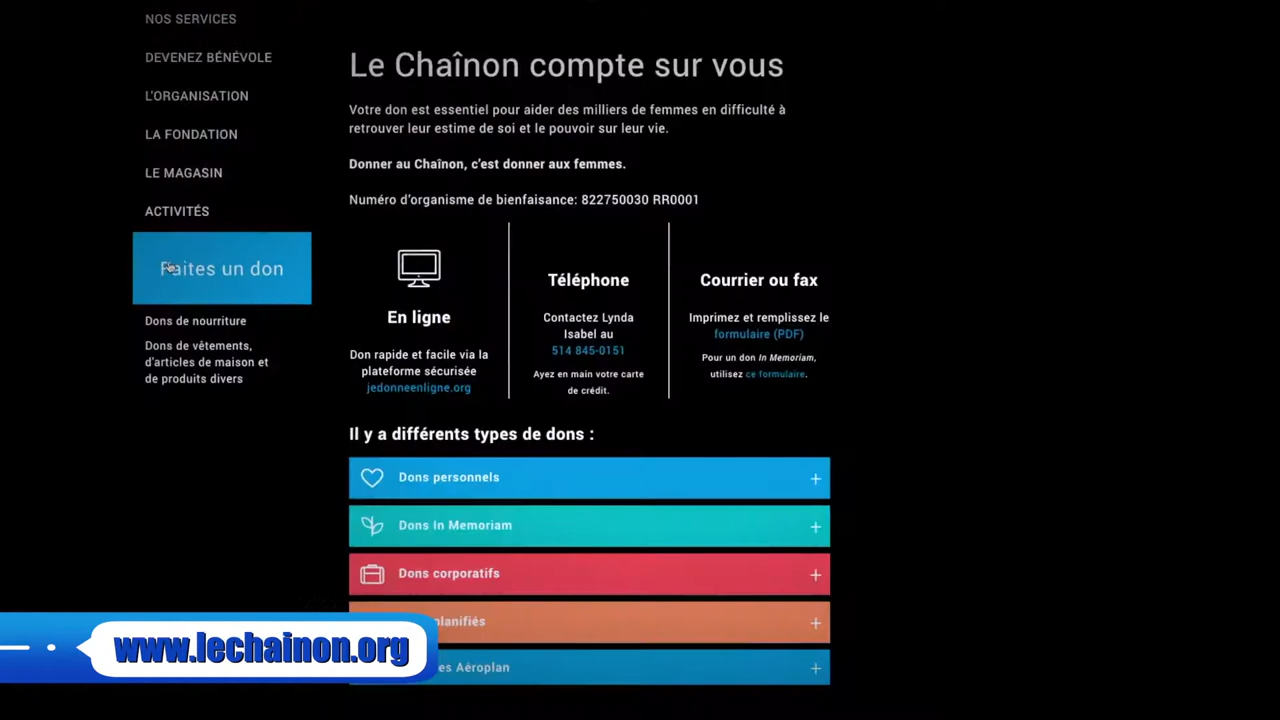 NOS SERVICES
DEVENEZ BÉNÉVOLE
L'ORGANISATION
LA FONDATION
LE MAGASIN
ACTIVITÉS
Faites un don
Dons de nourriture
Dons de vêtements,
d'articles de maison et
de produits divers
Le Chaînon compte sur vous
Votre don est essentiel pour aider des milliers de femmes en difficulté à
retrouver leur estime de soi et le pouvoir sur leur vie.
Donner au Chaînon, c'est donner aux femmes.
Numéro d'organisme de bienfaisance: 822750030 RR0001
En ligne
Don rapide et facile via la
plateforme sécurisée
jedonneenligne.org
Téléphone
Contactez Lynda
Isabel au
514 845-0151
Ayez en main votre carte
de crédit.
Courrier ou fax
Imprimez et remplissez le
formulaire (PDF)
Pour un don In Memoriam,
utilisez ce formulaire.
Il y a différents types de dons :
Dons personnels
Dons In Memoriam
Dons corporatifs
planifiés
es Aéroplan
www.lechainon.org